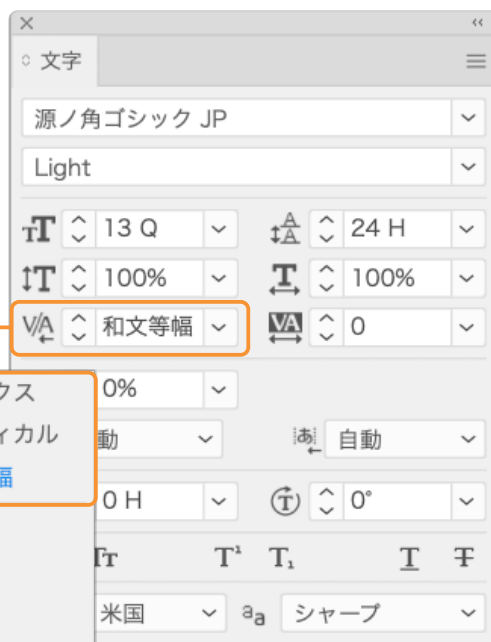 文字
源ノ角ゴシック JP
Light
13 Q
24 H
100%
100%
和文等幅
0
クス
0%
ィカル
動
自動
幅
0 H
0°
米国
シャープ